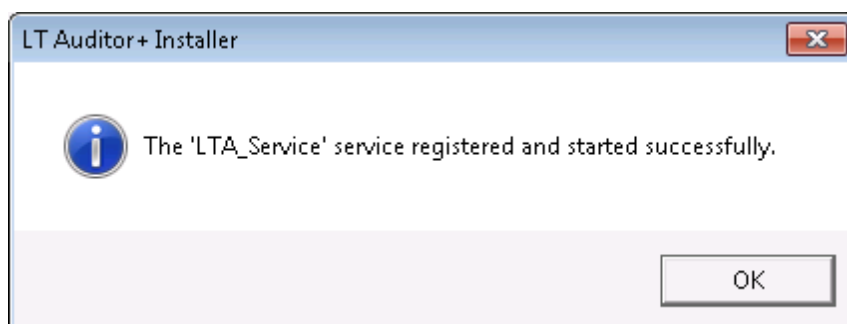 LT Auditor+ Installer
The 'LTA_Service' service registered and started successfully.
OK